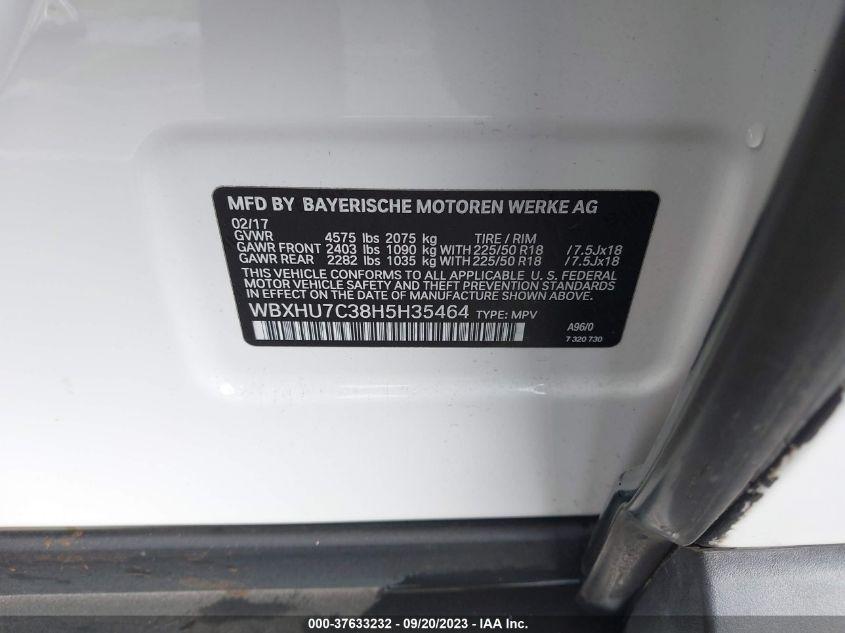 MFD BY BAYERISCHE MOTOREN WERKE AG
02/17
GVWR 4575 lbs 2075 kg TIRE / RIM
GAWR FRONT 2403 lbs 1090 kg WITH 225/50 R18 / 7.5Jx18
GAWR REAR 2282 lbs 1035 kg WITH 225/50 R18 / 7.5Jx18
THIS VEHICLE CONFORMS TO ALL APPLICABLE U. S. FEDERAL
MOTOR VEHICLE SAFETY AND THEFT PREVENTION
STANDARDS IN EFFECT ON THE DATE OF
MANUFACTURE SHOWN ABOVE.
WBXHU7C38H5H35464 TYPE: MPV
A96/0
7 320 730
000-37633232 - 09/20/2023 - IAA Inc.